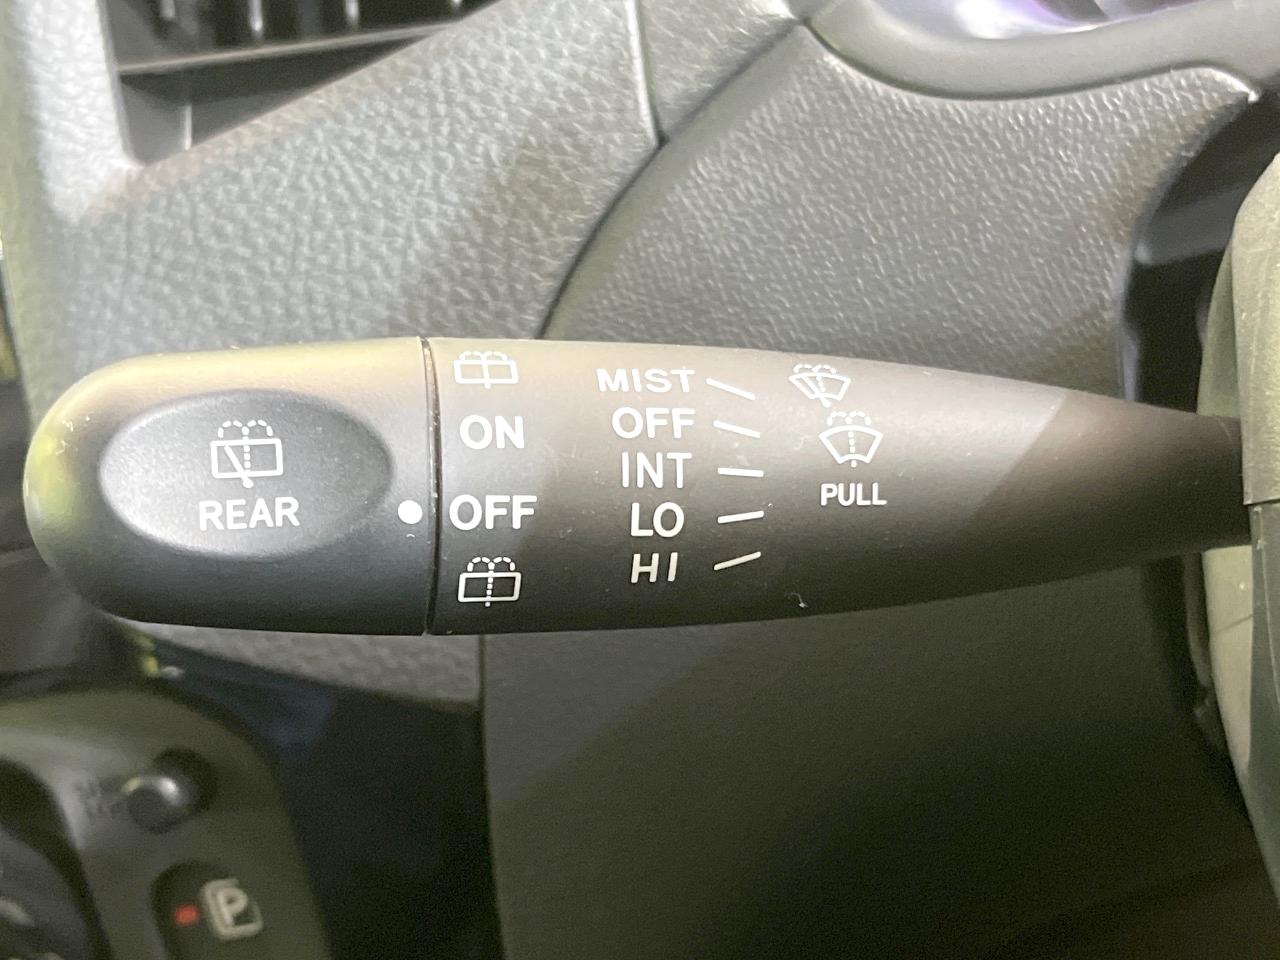 REAR
ON
OFF
MIST
OFF
INT
LO
HI
PULL
P